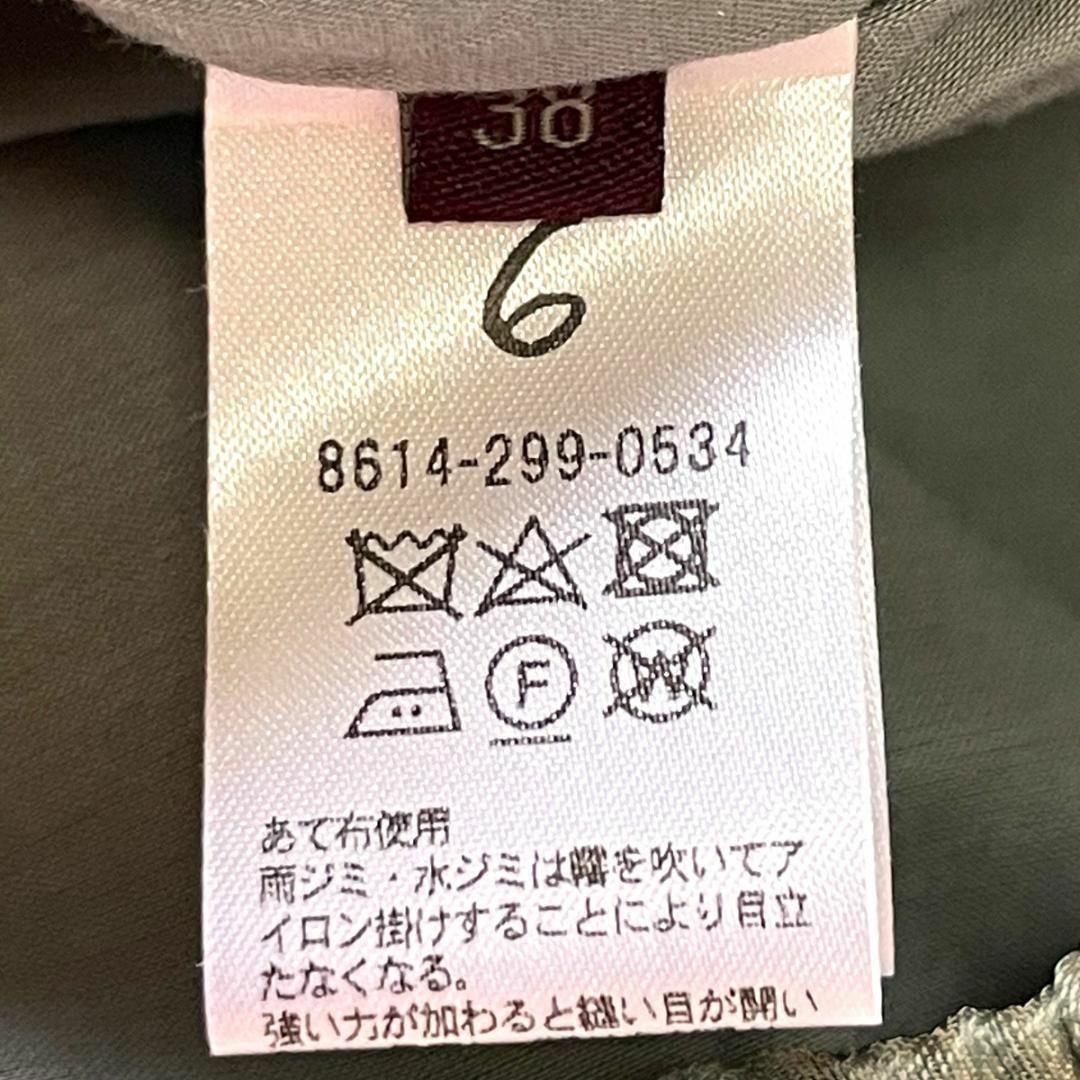 38
6
8614-299-0534
F
W
あて布使用
雨ジミ・水ジミは霧を吹いてア
イロン掛けすることにより目立
たなくなる。
強い力が加わると縫い目が開い